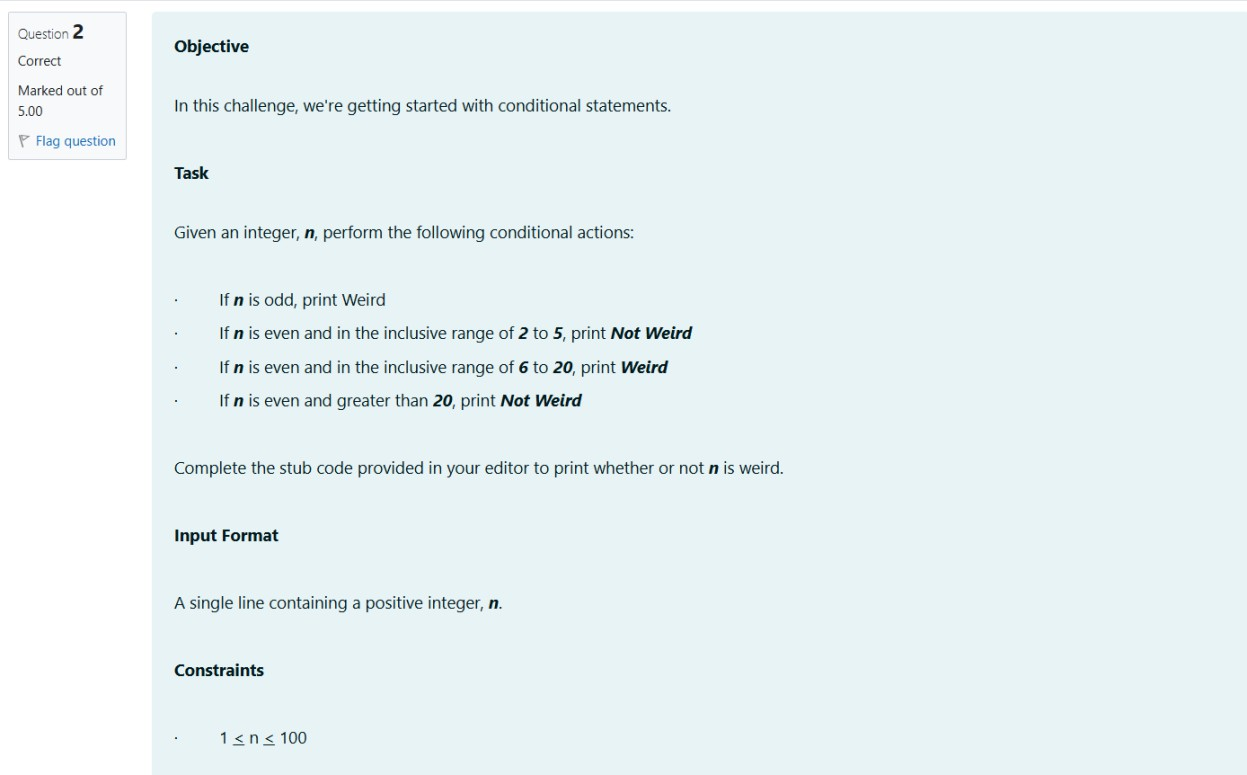 Question 2
Correct
Marked out of
5.00
Flag question
Objective
In this challenge, we're getting started with conditional statements.
Task
Given an integer, n, perform the following conditional actions:
· If n is odd, print Weird
· If n is even and in the inclusive range of 2 to 5, print Not Weird
· If n is even and in the inclusive range of 6 to 20, print Weird
· If n is even and greater than 20, print Not Weird
Complete the stub code provided in your editor to print whether or not n is weird.
Input Format
A single line containing a positive integer, n.
Constraints
· 1 ≤ n ≤ 100